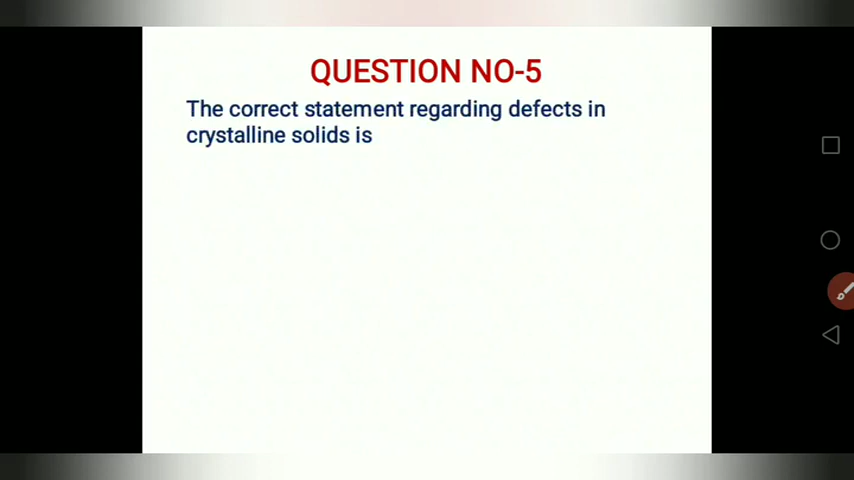 QUESTION NO-5
The correct statement regarding defects in
crystalline solids is